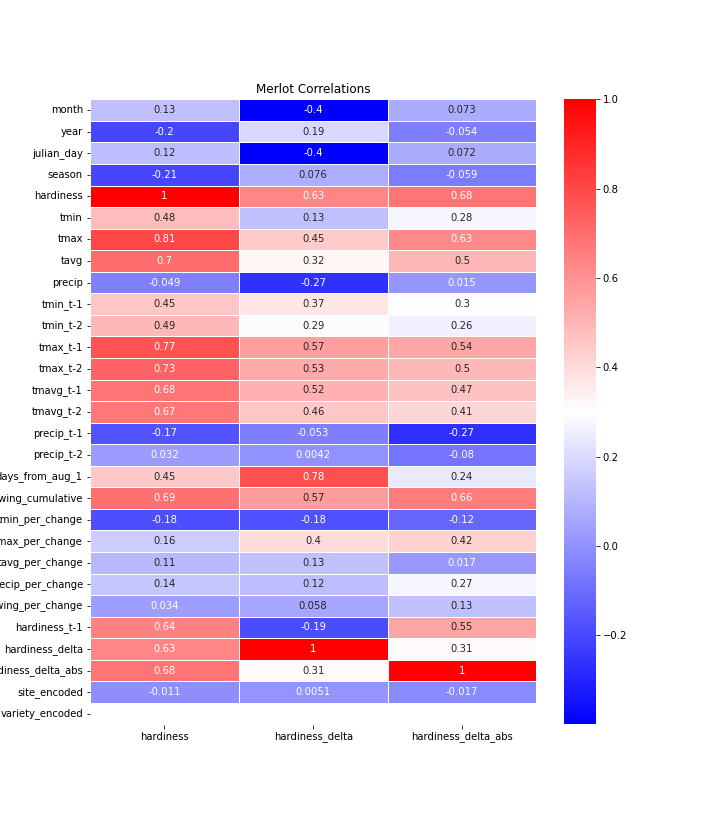 Merlot Correlations
month 0.13 -0.4 0.073
year -0.2 0.19 -0.054
julian_day 0.12 -0.4 0.072
season -0.21 0.076 -0.059
hardiness 1 0.63 0.68
tmin 0.48 0.13 0.28
tmax 0.81 0.45 0.63
tavg 0.7 0.32 0.5
precip -0.049 -0.27 0.015
tmin_t-1 0.45 0.37 0.3
tmin_t-2 0.49 0.29 0.26
tmax_t-1 0.77 0.57 0.54
tmax_t-2 0.73 0.53 0.5
tmavg_t-1 0.68 0.52 0.47
tmavg_t-2 0.67 0.46 0.41
precip_t-1 -0.17 -0.053 -0.27
precip_t-2 0.032 0.0042 -0.08
days_from_aug_1 0.45 0.78 0.24
wing_cumulative 0.69 0.57 0.66
min_per_change -0.18 -0.18 -0.12
max_per_change 0.16 0.4 0.42
tavg_per_change 0.11 0.13 0.017
ecip_per_change 0.14 0.12 0.27
wing_per_change 0.034 0.058 0.13
hardiness_t-1 0.64 -0.19 0.55
hardiness_delta 0.63 1 0.31
diness_delta_abs 0.68 0.31 1
site_encoded -0.011 0.0051 -0.017
variety_encoded
hardiness hardiness_delta hardiness_delta_abs
1.0
0.8
0.6
0.4
0.2
0.0
−0.2